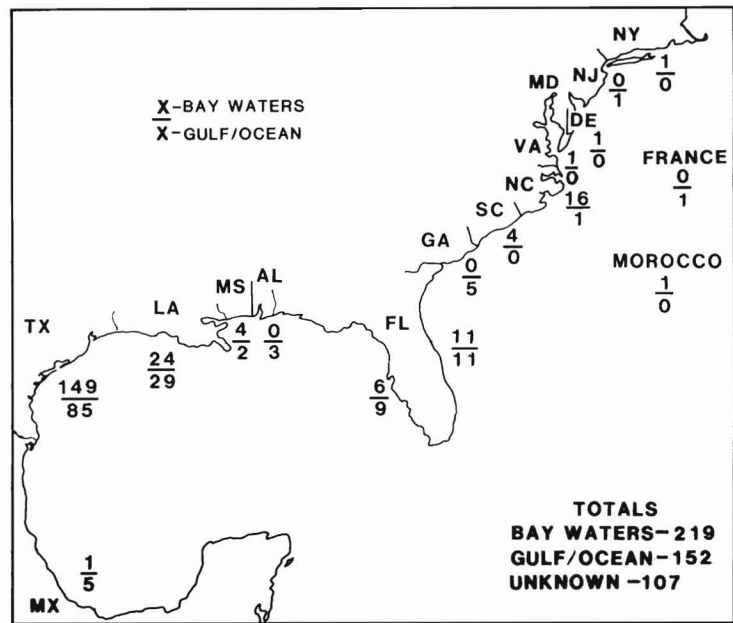 NY
1
0
NJ
0
1
MD
DE
1
0
VA
1
0
NC
16
1
SC
4
0
GA
0
5
X-BAY WATERS
X-GULF/OCEAN
FRANCE
0
1
MOROCCO
1
0
FL
11
11
6
9
AL
0
3
MS
4
2
LA
24
29
TX
149
85
1
5
MX
TOTALS
BAY WATERS-219
GULF/OCEAN-152
UNKNOWN-107